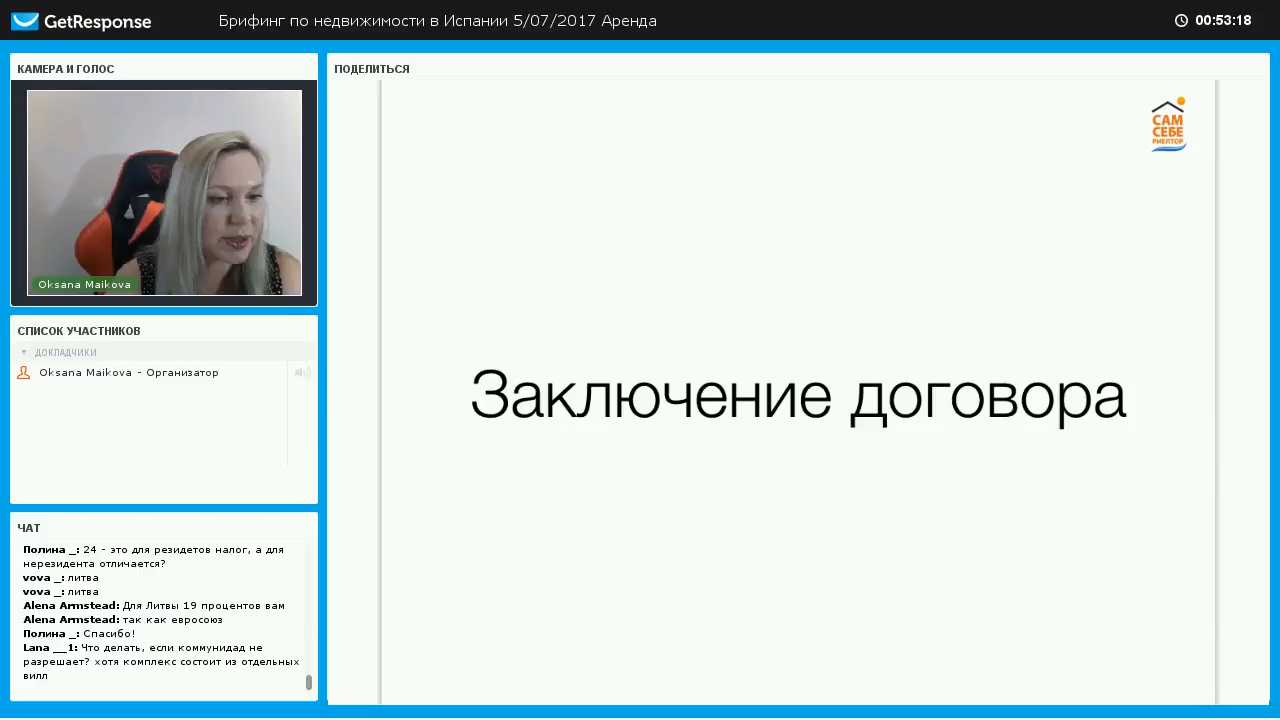 GetResponse
Брифинг по недвижимости в Испании 5/07/2017 Аренда
00:53:18
КАМЕРА И ГОЛОС
Oksana Maikova
СПИСОК УЧАСТНИКОВ
ДОКЛАДЧИКИ
Oksana Maikova - Организатор
ЧАТ
Полина _: 24 - это для резидетов налог, а для
нерезидента отличается?
vova _: литва
vova _: литва
Alena Armstead: Для Литвы 19 процентов вам
Alena Armstead: так как евросоюз
Полина _: Спасибо!
Lana __1: Что делать, если коммунидад не
разрешает? хотя комплекс состоит из отдельных
вилл
ПОДЕЛИТЬСЯ
САМ
СЕБЕ
РИЕЛТОР
Заключение договора